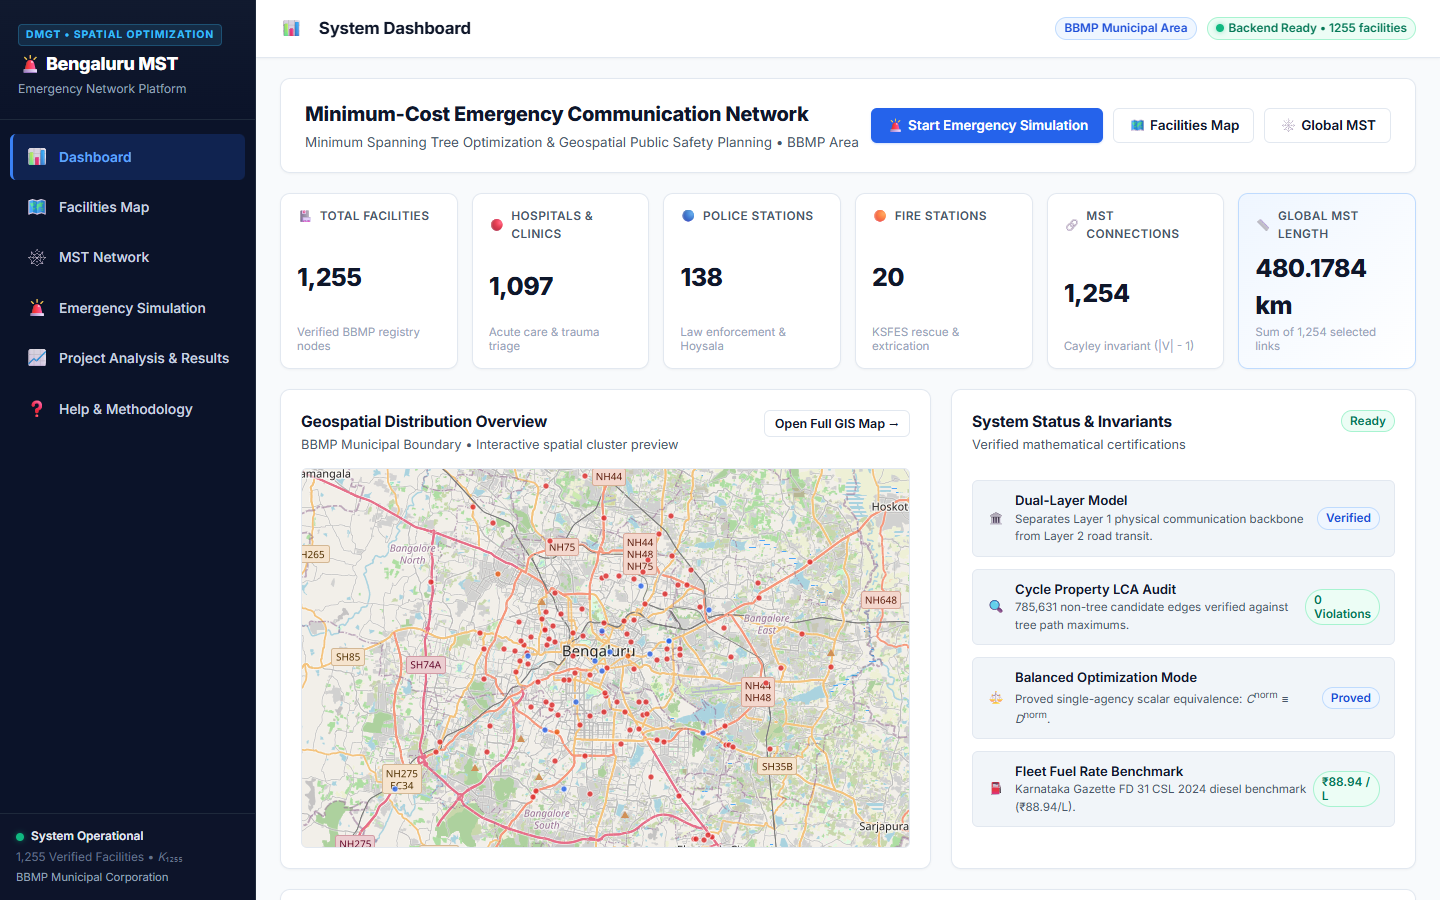 DMGT • SPATIAL OPTIMIZATION
Bengaluru MST
Emergency Network Platform
Dashboard
Facilities Map
MST Network
Emergency Simulation
Project Analysis & Results
Help & Methodology
System Operational
1,255 Verified Facilities • K₁₂₅₅
BBMP Municipal Corporation
System Dashboard
BBMP Municipal Area
Backend Ready • 1255 facilities
Minimum-Cost Emergency Communication Network
Minimum Spanning Tree Optimization & Geospatial Public Safety Planning • BBMP Area
Start Emergency Simulation
Facilities Map
Global MST
TOTAL FACILITIES
1,255
Verified BBMP registry
nodes
HOSPITALS &
CLINICS
1,097
Acute care & trauma
triage
POLICE STATIONS
138
Law enforcement &
Hoysala
FIRE STATIONS
20
KSFES rescue &
extrication
MST
CONNECTIONS
1,254
Cayley invariant (|V| - 1)
GLOBAL MST
LENGTH
480.1784
km
Sum of 1,254 selected
links
Geospatial Distribution Overview
BBMP Municipal Boundary • Interactive spatial cluster preview
Open Full GIS Map →
amangala
NH44
Hoskot
H265
Bangalore
North
NH75
NH44
NH48
NH75
NH648
Bangalore
East
SH85
SH74A
Bengaluru
NH44
NH48
NH275
EC34
SH35B
Bangalore
South
Sarjapura
NH275
System Status & Invariants
Verified mathematical certifications
Ready
Dual-Layer Model
Separates Layer 1 physical communication backbone
from Layer 2 road transit.
Verified
Cycle Property LCA Audit
785,631 non-tree candidate edges verified against
tree path maximums.
0
Violations
Balanced Optimization Mode
Proved single-agency scalar equivalence: C^norm ≡
D^norm.
Proved
Fleet Fuel Rate Benchmark
Karnataka Gazette FD 31 CSL 2024 diesel benchmark
(₹88.94/L).
₹88.94 /
L